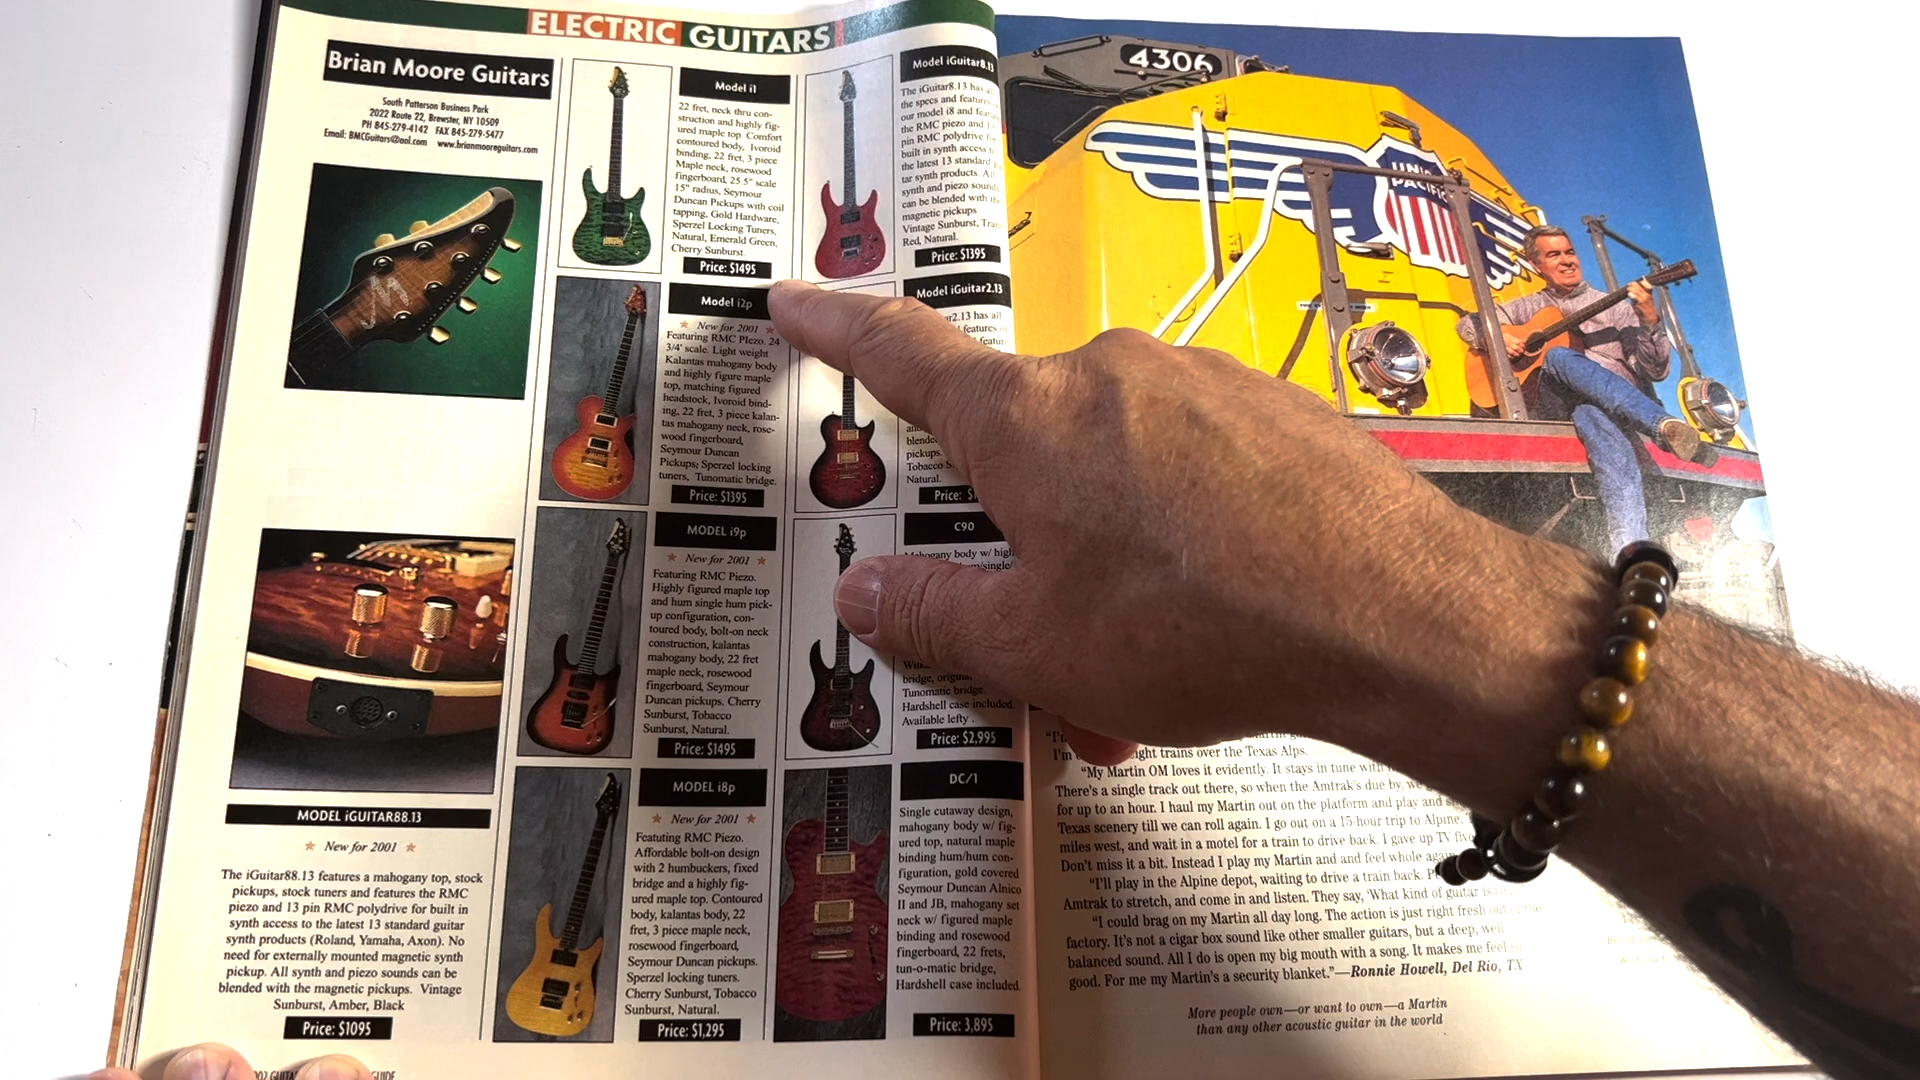 ELECTRIC GUITARS
Brian Moore Guitars
South Patterson Business Park
2022 Route 22, Brewster, NY 10509
PH 845-279-4142 FAX 845-279-5477
Email: BMCGuitars@aol.com www.brianmooreguitars.com
MODEL iGUITAR88.13
New for 2001
The iGuitar88.13 features a mahogany top, stock
pickups, stock tuners and features the RMC
piezo and 13 pin RMC polydrive for built in
synth access to the latest 13 standard guitar
synth products (Roland, Yamaha, Axon). No
need for externally mounted magnetic synth
pickup. All synth and piezo sounds can be
blended with the magnetic pickups. Vintage
Sunburst, Amber, Black
Price: $1095
Model i1
22 fret, neck thru con-
struction and highly fig-
ured maple top. Comfort
contoured body, Ivoroid
binding, 22 fret, 3 piece
Maple neck, rosewood
fingerboard, 25.5" scale
15" radius, Seymour
Duncan Pickups with coil
tapping, Gold Hardware,
Sperzel Locking Tuners,
Natural, Emerald Green,
Cherry Sunburst
Price: $1495
Model i2p
New for 2001
Featuring RMC PIezo. 24
3/4' scale. Light weight
Kalantas mahogany body
and highly figure maple
top, matching figured
headstock, Ivoroid bind-
ing, 22 fret, 3 piece kalan-
tas mahogany neck, rose-
wood fingerboard,
Seymour Duncan
Pickups; Sperzel locking
tuners, Tunomatic bridge.
Price: $1395
MODEL i9p
New for 2001
Featuring RMC Piezo.
Highly figured maple top
and hum single hum pick-
up configuration, con-
toured body, bolt-on neck
construction, kalantas
mahogany body, 22 fret
maple neck, rosewood
fingerboard, Seymour
Duncan pickups. Cherry
Sunburst, Tobacco
Sunburst, Natural.
Price: $1495
MODEL i8p
New for 2001
Featuting RMC Piezo.
Affordable bolt-on design
with 2 humbuckers, fixed
bridge and a highly fig-
ured maple top. Contoured
body, kalantas body, 22
fret, 3 piece maple neck,
rosewood fingerboard,
Seymour Duncan pickups.
Sperzel locking tuners.
Cherry Sunburst, Tobacco
Sunburst, Natural.
Price: $1,295
Model iGuitar8.13
The iGuitar8.13 has
the specs and features
our model i8 and
the RMC piezo and
pin RMC polydrive
built in synth access
the latest 13 standard
tar synth products.
synth and piezo sounds
can be blended with
magnetic pickups
Vintage Sunburst,
Red, Natural.
Price: $1395
Model iGuitar2.13
2.13 has all
features
blended
pickups.
Tobacco
Natural.
Price:
C90
Mahogany body w/ high
bridge,
Tunomatic bridge.
Hardshell case included.
Available lefty .
Price: $2,995
DC/1
Single cutaway design,
mahogany body w/ fig-
ured top, natural maple
binding hum/hum con-
figuration, gold covered
Seymour Duncan Alnico
II and JB, mahogany set
neck w/ figured maple
binding and rosewood
fingerboard, 22 frets,
tun-o-matic bridge,
Hardshell case included.
Price: 3,895
4306
UNION
PACIFIC
trains over the Texas Alps.
"My Martin OM loves it evidently. It stays in tune with
There's a single track out there, so when the Amtrak's due by,
for up to an hour. I haul my Martin out on the platform and play and
Texas scenery till we can roll again. I go out on a 15-hour trip to Alpine.
miles west, and wait in a motel for a train to drive back. I gave up TV
Don't miss it a bit. Instead I play my Martin and and feel whole
"I'll play in the Alpine depot, waiting to drive a train back.
Amtrak to stretch, and come in and listen. They say, 'What kind of guitar is
"I could brag on my Martin all day long. The action is just right fresh
factory. It's not a cigar box sound like other smaller guitars, but a deep,
balanced sound. All I do is open my big mouth with a song. It makes me feel
good. For me my Martin's a security blanket."—Ronnie Howell, Del Rio, TX
More people own—or want to own—a Martin
than any other acoustic guitar in the world